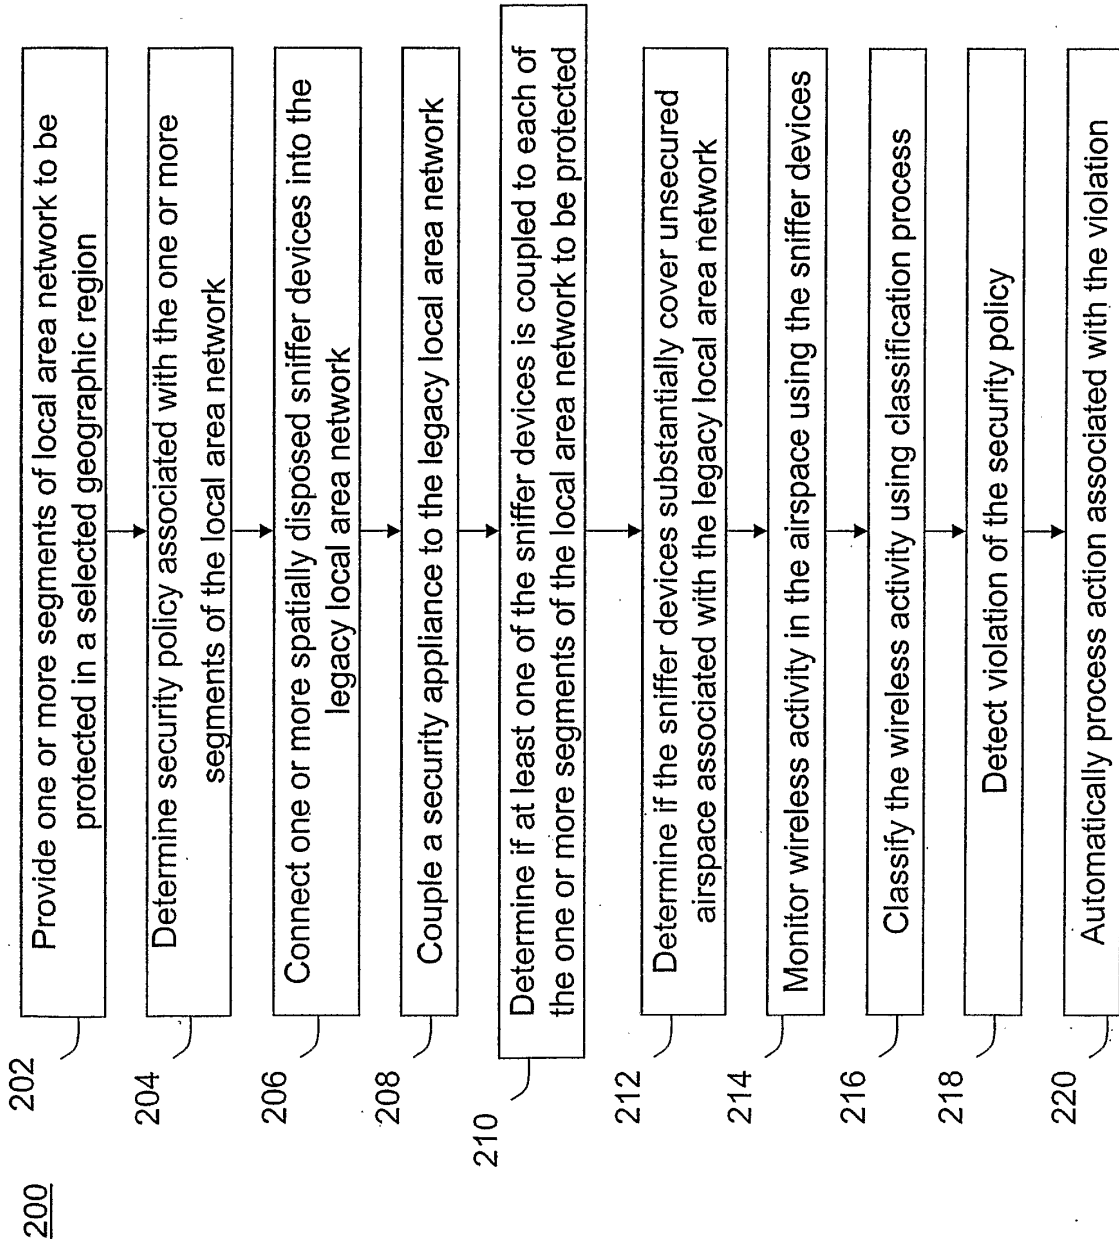 200
202
Provide one or more segments of local area network to be
protected in a selected geographic region
204
Determine security policy associated with the one or more
segments of the local area network
206
Connect one or more spatially disposed sniffer devices into the
legacy local area network
208
Couple a security appliance to the legacy local area network
210
Determine if at least one of the sniffer devices is coupled to each of
the one or more segments of the local area network to be protected
212
Determine if the sniffer devices substantially cover unsecured
airspace associated with the legacy local area network
214
Monitor wireless activity in the airspace using the sniffer devices
216
Classify the wireless activity using classification process
218
Detect violation of the security policy
220
Automatically process action associated with the violation